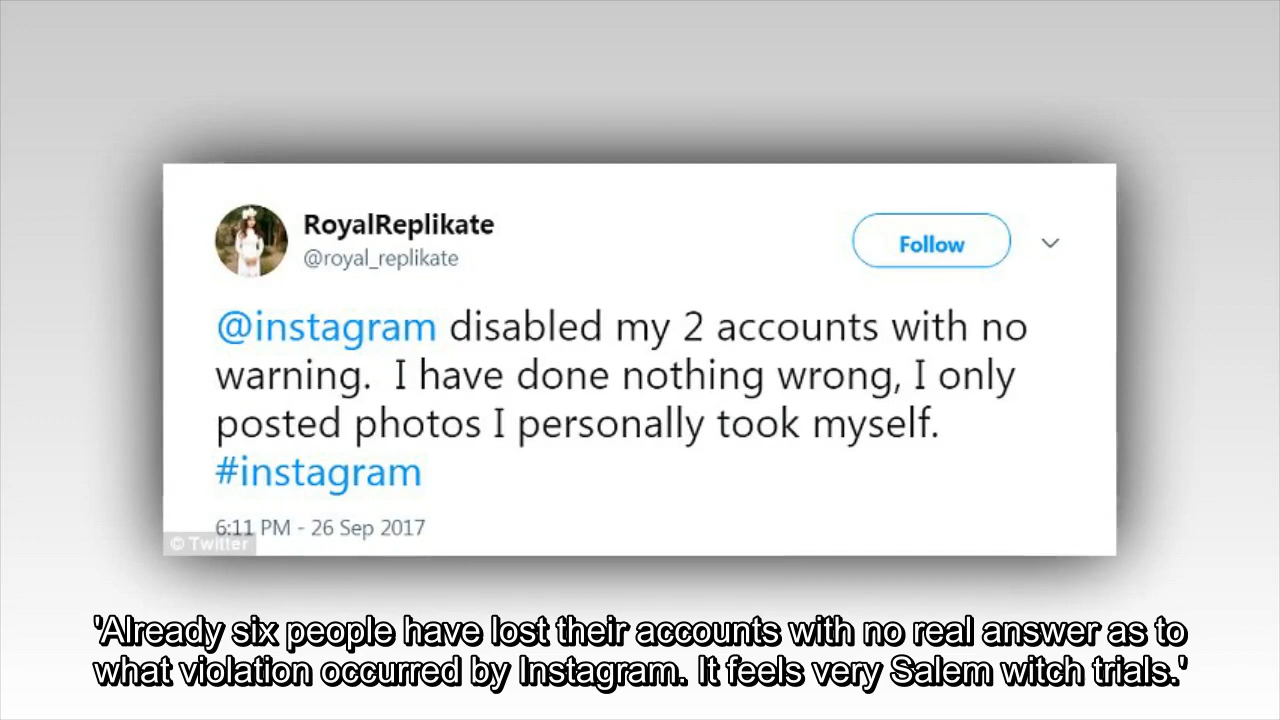 RoyalReplikate
@royal_replikate
Follow
@instagram disabled my 2 accounts with no
warning.  I have done nothing wrong, I only
posted photos I personally took myself.
#instagram
6:11 PM - 26 Sep 2017
© Twitter
'Already six people have lost their accounts with no real answer as to
what violation occurred by Instagram. It feels very Salem witch trials.'